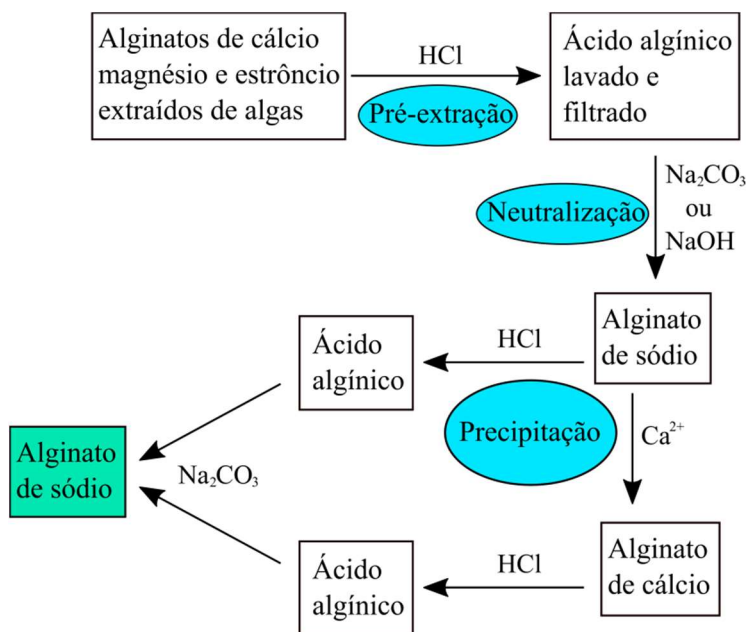 Alginatos de cálcio
magnésio e estrôncio
extraídos de algas
HCl
Pré-extração
Ácido algínico
lavado e
filtrado
Na₂CO₃
ou
NaOH
Neutralização
Alginato
de sódio
HCl
Ácido
algínico
Precipitação
Ca²⁺
Alginato
de sódio
Na₂CO₃
Alginato
de cálcio
HCl
Ácido
algínico